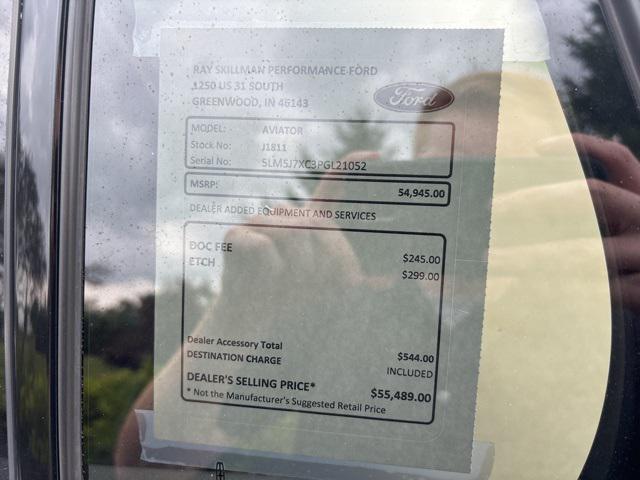 RAY SKILLMAN PERFORMANCE FORD
1250 US 31 SOUTH
GREENWOOD, IN 46143
Ford
MODEL: AVIATOR
Stock No: J1811
Serial No: 5LM5J7XC3PGL21052
MSRP: 54,945.00
DEALER ADDED EQUIPMENT AND SERVICES
DOC FEE $245.00
ETCH $299.00
Dealer Accessory Total $544.00
DESTINATION CHARGE INCLUDED
DEALER'S SELLING PRICE* $55,489.00
* Not the Manufacturer's Suggested Retail Price